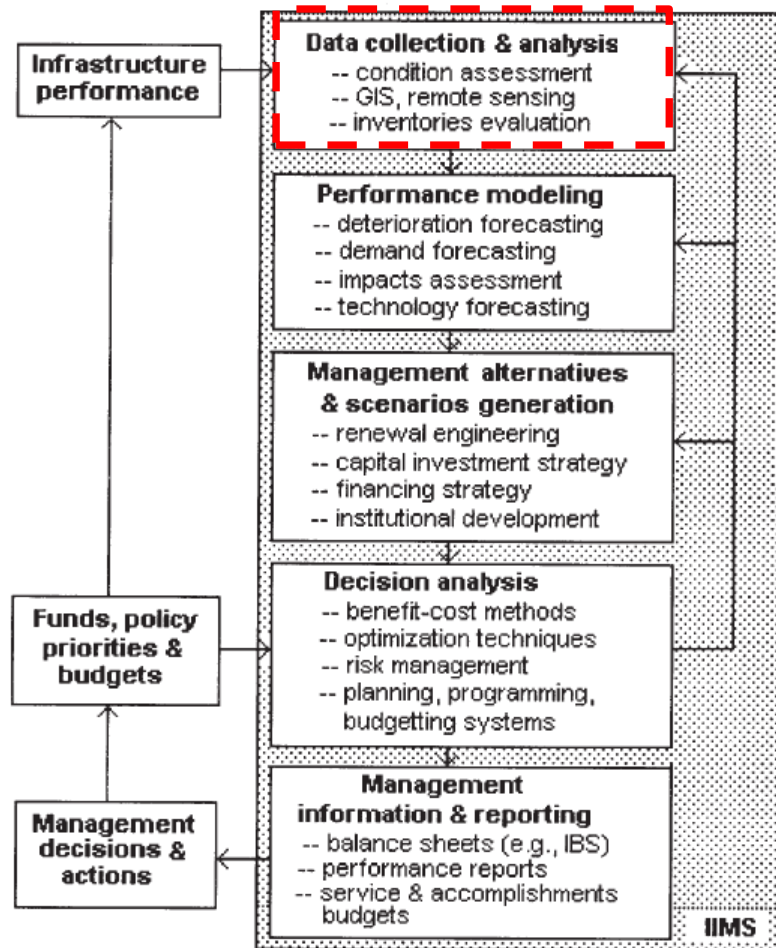 Infrastructure
performance
Data collection & analysis
-- condition assessment
-- GIS, remote sensing
-- inventories evaluation
Performance modeling
-- deterioration forecasting
-- demand forecasting
-- impacts assessment
-- technology forecasting
Management alternatives
& scenarios generation
-- renewal engineering
-- capital investment strategy
-- financing strategy
-- institutional development
Funds, policy
priorities &
budgets
Decision analysis
-- benefit-cost methods
-- optimization techniques
-- risk management
-- planning, programming,
budgetting systems
Management
decisions &
actions
Management
information & reporting
-- balance sheets (e.g., IBS)
-- performance reports
-- service & accomplishments
budgets
IIMS